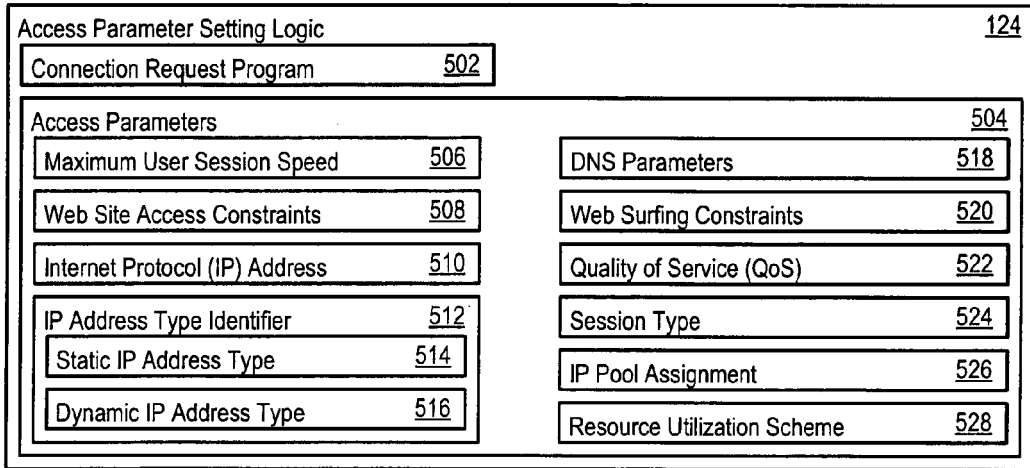 Access Parameter Setting Logic 124
Connection Request Program 502
Access Parameters 504
Maximum User Session Speed 506
Web Site Access Constraints 508
Internet Protocol (IP) Address 510
IP Address Type Identifier 512
Static IP Address Type 514
Dynamic IP Address Type 516
DNS Parameters 518
Web Surfing Constraints 520
Quality of Service (QoS) 522
Session Type 524
IP Pool Assignment 526
Resource Utilization Scheme 528